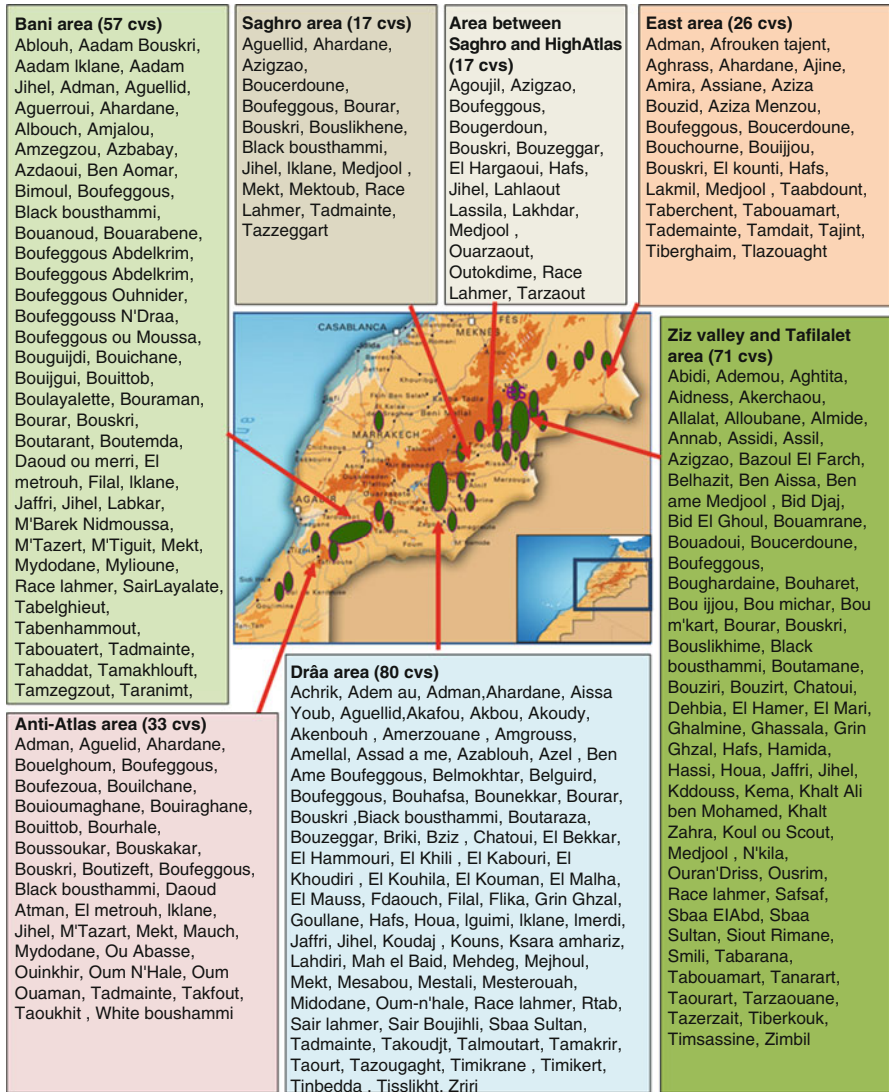 Bani area (57 cvs)
Ablouh, Aadam Bouskri,
Aadam Iklane, Aadam
Jihel, Adman, Aguellid,
Aguerroui, Ahardane,
Albouch, Amjalou,
Amzegzou, Azbabay,
Azdaoui, Ben Aomar,
Bimoul, Boufeggous,
Black bousthammi,
Bouanoud, Bouarabene,
Boufeggous Abdelkrim,
Boufeggous Abdelkrim,
Boufeggous Ouhnider,
Boufeggouss N'Draa,
Boufeggous ou Moussa,
Bouguijdi, Bouichane,
Bouijgui, Bouittob,
Boulayalette, Bouraman,
Bourar, Bouskri,
Boutarant, Boutemda,
Daoud ou merri, El
metrouh, Filal, Iklane,
Jaffri, Jihel, Labkar,
M'Barek Nidmoussa,
M'Tazert, M'Tiguit, Mekt,
Mydodane, Mylioune,
Race lahmer, SairLayalate,
Tabelghieut,
Tabenhammout,
Tabouatert, Tadmainte,
Tahaddat, Tamakhlouft,
Tamzegzout, Taranimt,
Saghro area (17 cvs)
Aguellid, Ahardane,
Azigzao,
Boucerdoune,
Boufeggous, Bourar,
Bouskri, Bouslikhene,
Black bousthammi,
Jihel, Iklane, Medjool ,
Mekt, Mektoub, Race
Lahmer, Tadmainte,
Tazzeggart
Area between
Saghro and HighAtlas
(17 cvs)
Agoujil, Azigzao,
Boufeggous,
Bougerdoun,
Bouskri, Bouzeggar,
El Hargaoui, Hafs,
Jihel, Lahlaout
Lassila, Lakhdar,
Medjool ,
Ouarzaout,
Outokdime, Race
Lahmer, Tarzaout
East area (26 cvs)
Adman, Afrouken tajent,
Aghrass, Ahardane, Ajine,
Amira, Assiane, Aziza
Bouzid, Aziza Menzou,
Boufeggous, Boucerdoune,
Bouchourne, Bouijjou,
Bouskri, El kounti, Hafs,
Lakmil, Medjool , Taabdount,
Taberchent, Tabouamart,
Tademainte, Tamdait, Tajint,
Tiberghaim, Tlazouaght
CASABLANCA
FÈS
MEKNÈS
Settat
Khouribga
Safi
Beni Mellal
MARRAKECH
AGADIR
Merzouga
Foum
Goulimine
Tan-Tan
Ziz valley and Tafilalet
area (71 cvs)
Abidi, Ademou, Aghtita,
Aidness, Akerchaou,
Allalat, Alloubane, Almide,
Annab, Assidi, Assil,
Azigzao, Bazoul El Farch,
Belhazit, Ben Aissa, Ben
ame Medjool , Bid Djaj,
Bid El Ghoul, Bouamrane,
Bouadoui, Boucerdoune,
Boufeggous,
Boughardaine, Bouharet,
Bou ijjou, Bou michar, Bou
m'kart, Bourar, Bouskri,
Bouslikhime, Black
bousthammi, Boutamane,
Bouziri, Bouzirt, Chatoui,
Dehbia, El Hamer, El Mari,
Ghalmine, Ghassala, Grin
Ghzal, Hafs, Hamida,
Hassi, Houa, Jaffri, Jihel,
Kddouss, Kema, Khalt Ali
ben Mohamed, Khalt
Zahra, Koul ou Scout,
Medjool , N'kila,
Ouran'Driss, Ousrim,
Race lahmer, Safsaf,
Sbaa ElAbd, Sbaa
Sultan, Siout Rimane,
Smili, Tabarana,
Tabouamart, Tanarart,
Taourart, Tarzaouane,
Tazerzait, Tiberkouk,
Timsassine, Zimbil
Anti-Atlas area (33 cvs)
Adman, Aguelid, Ahardane,
Bouelghoum, Boufeggous,
Boufezoua, Bouilchane,
Bouioumaghane, Bouiraghane,
Bouittob, Bourhale,
Boussoukar, Bouskakar,
Bouskri, Boutizeft, Boufeggous,
Black bousthammi, Daoud
Atman, El metrouh, Iklane,
Jihel, M'Tazart, Mekt, Mauch,
Mydodane, Ou Abasse,
Ouinkhir, Oum N'Hale, Oum
Ouaman, Tadmainte, Takfout,
Taoukhit , White boushammi
Drâa area (80 cvs)
Achrik, Adem au, Adman,Ahardane, Aissa
Youb, Aguellid,Akafou, Akbou, Akoudy,
Akenbouh , Amerzouane , Amgrouss,
Amellal, Assad a me, Azablouh, Azel , Ben
Ame Boufeggous, Belmokhtar, Belguird,
Boufeggous, Bouhafsa, Bounekkar, Bourar,
Bouskri ,Biack bousthammi, Boutaraza,
Bouzeggar, Briki, Bziz , Chatoui, El Bekkar,
El Hammouri, El Khili , El Kabouri, El
Khoudiri , El Kouhila, El Kouman, El Malha,
El Mauss, Fdaouch, Filal, Flika, Grin Ghzal,
Goullane, Hafs, Houa, Iguimi, Iklane, Imerdi,
Jaffri, Jihel, Koudaj , Kouns, Ksara amhariz,
Lahdiri, Mah el Baid, Mehdeg, Mejhoul,
Mekt, Mesabou, Mestali, Mesterouah,
Midodane, Oum-n'hale, Race lahmer, Rtab,
Sair lahmer, Sair Boujihli, Sbaa Sultan,
Tadmainte, Takoudjt, Talmoutart, Tamakrir,
Taourt, Tazougaght, Timikrane , Timikert,
Tinbedda , Tisslikht, Zriri